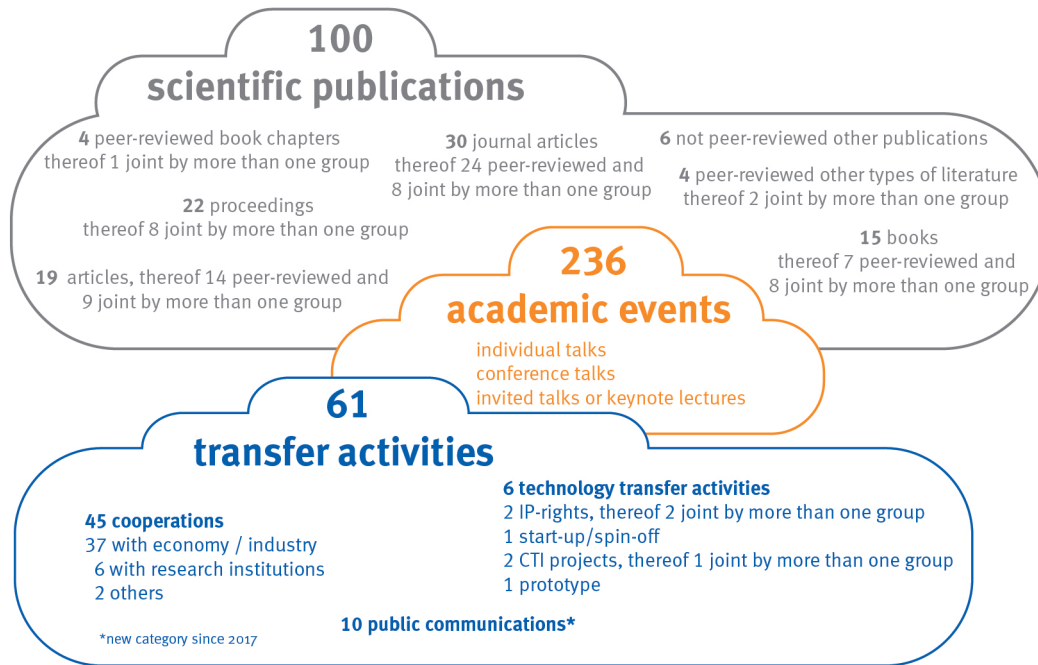 100
scientific publications
4 peer-reviewed book chapters
thereof 1 joint by more than one group
30 journal articles
thereof 24 peer-reviewed and
8 joint by more than one group
6 not peer-reviewed other publications
4 peer-reviewed other types of literature
thereof 2 joint by more than one group
22 proceedings
thereof 8 joint by more than one group
15 books
thereof 7 peer-reviewed and
8 joint by more than one group
19 articles, thereof 14 peer-reviewed and
9 joint by more than one group
236
academic events
individual talks
conference talks
invited talks or keynote lectures
61
transfer activities
45 cooperations
37 with economy / industry
6 with research institutions
2 others
6 technology transfer activities
2 IP-rights, thereof 2 joint by more than one group
1 start-up/spin-off
2 CTI projects, thereof 1 joint by more than one group
1 prototype
10 public communications*
*new category since 2017